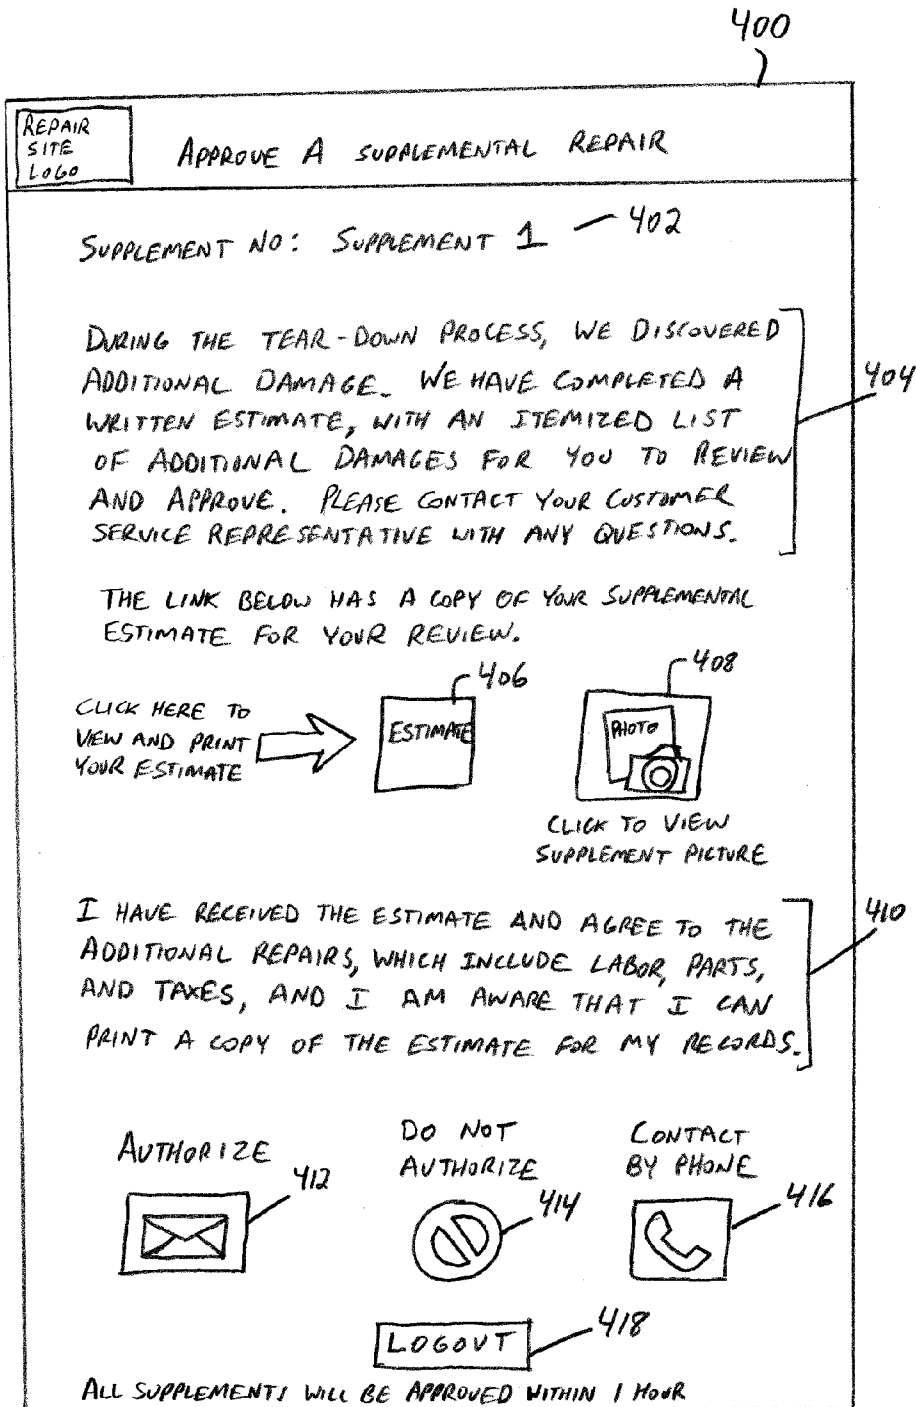 400
REPAIR
SITE
LOGO
APPROVE A SUPPLEMENTAL REPAIR
SUPPLEMENT NO: SUPPLEMENT 1
402
DURING THE TEAR-DOWN PROCESS, WE DISCOVERED
ADDITIONAL DAMAGE. WE HAVE COMPLETED A
WRITTEN ESTIMATE, WITH AN ITEMIZED LIST
OF ADDITIONAL DAMAGES FOR YOU TO REVIEW
AND APPROVE. PLEASE CONTACT YOUR CUSTOMER
SERVICE REPRESENTATIVE WITH ANY QUESTIONS.
404
THE LINK BELOW HAS A COPY OF YOUR SUPPLEMENTAL
ESTIMATE FOR YOUR REVIEW.
CLICK HERE TO
VIEW AND PRINT
YOUR ESTIMATE
406
ESTIMATE
408
PHOTO
CLICK TO VIEW
SUPPLEMENT PICTURE
I HAVE RECEIVED THE ESTIMATE AND AGREE TO THE
ADDITIONAL REPAIRS, WHICH INCLUDE LABOR, PARTS,
AND TAXES, AND I AM AWARE THAT I CAN
PRINT A COPY OF THE ESTIMATE FOR MY RECORDS.
410
AUTHORIZE
412
DO NOT
AUTHORIZE
414
CONTACT
BY PHONE
416
LOGOUT
418
ALL SUPPLEMENTS WILL BE APPROVED WITHIN 1 HOUR